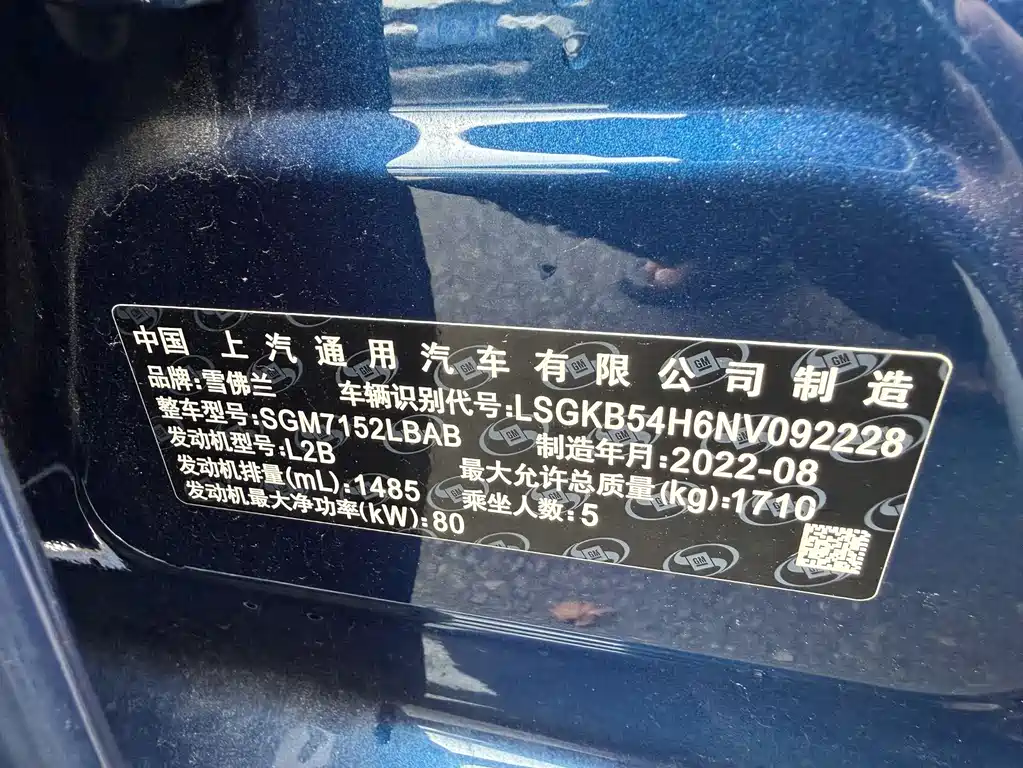 中国 上汽通用汽车有限公司制造
品牌:雪佛兰 车辆识别代号:LSGKB54H6NV092228
整车型号:SGM7152LBAB 制造年月:2022-08
发动机型号:L2B 最大允许总质量(kg):1710
发动机排量(mL):1485 乘坐人数:5
发动机最大净功率(kW):80